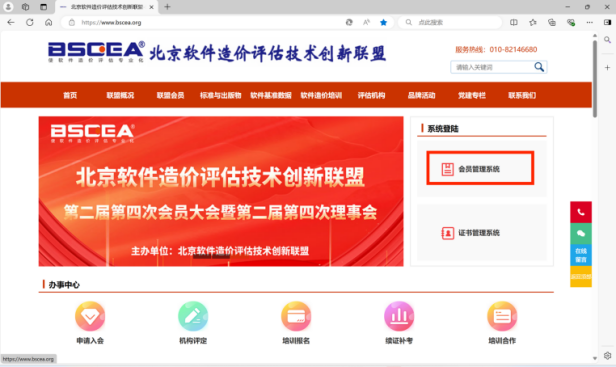 北京软件造价评估技术创新联盟
https://www.bscea.org
点此搜索
BSCEA®
北京软件造价评估技术创新联盟
服务热线：010-82146680
请输入关键词
首页 联盟概况 联盟会员 标准与出版物 软件基准数据 软件造价培训 评估机构 品牌活动 党建专栏 联系我们
BSCEA®
北京软件造价评估技术创新联盟
第二届第四次会员大会暨第二届第四次理事会
主办单位：北京软件造价评估技术创新联盟
系统登陆
会员管理系统
证书管理系统
在线
留言
办事中心
申请入会 机构评定 培训报名 续证补考 培训合作
https://www.bscea.org